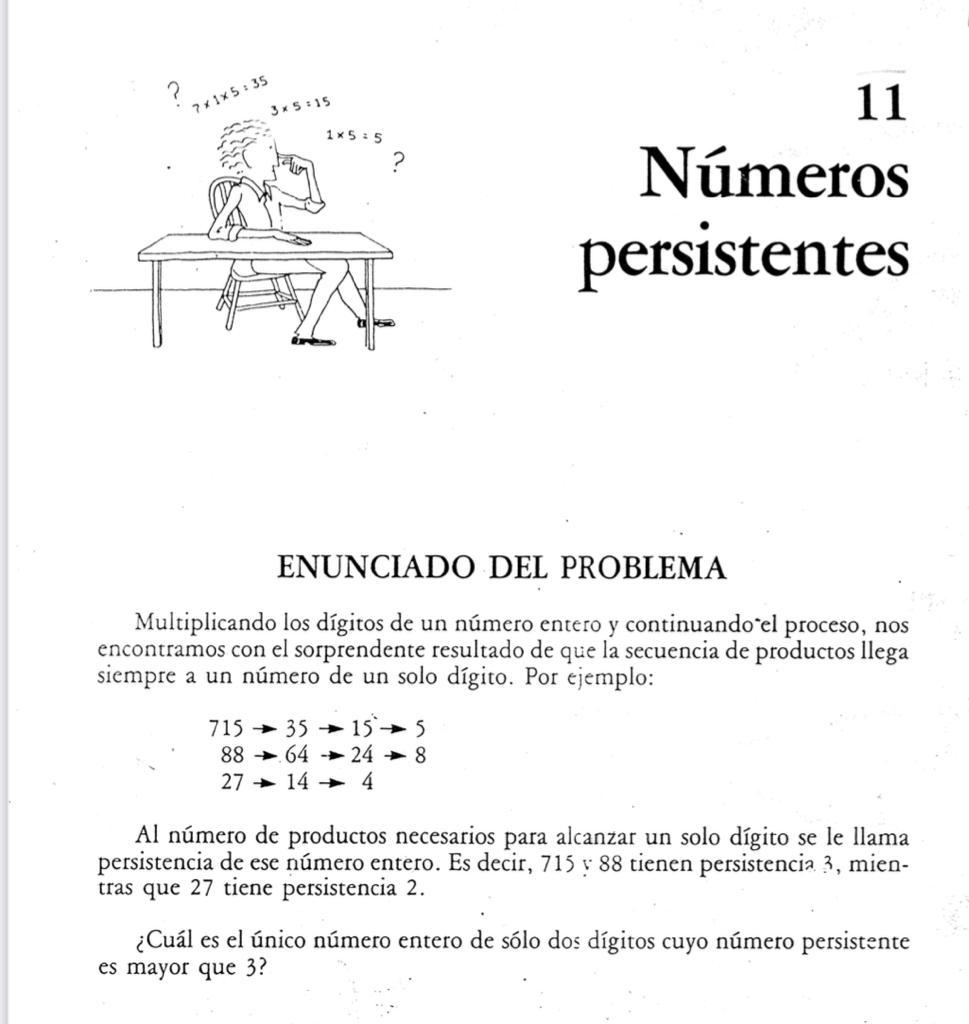 ?
7 x 1 x 5 = 35
3 x 5 = 15
1 x 5 = 5
?
11
Números
persistentes
ENUNCIADO DEL PROBLEMA
Multiplicando los dígitos de un número entero y continuando el proceso, nos
encontramos con el sorprendente resultado de que la secuencia de productos llega
siempre a un número de un solo dígito. Por ejemplo:
715 → 35 → 15 → 5
88 → 64 → 24 → 8
27 → 14 → 4
Al número de productos necesarios para alcanzar un solo dígito se le llama
persistencia de ese número entero. Es decir, 715 y 88 tienen persistencia 3, mien-
tras que 27 tiene persistencia 2.
¿Cuál es el único número entero de sólo dos dígitos cuyo número persistente
es mayor que 3?